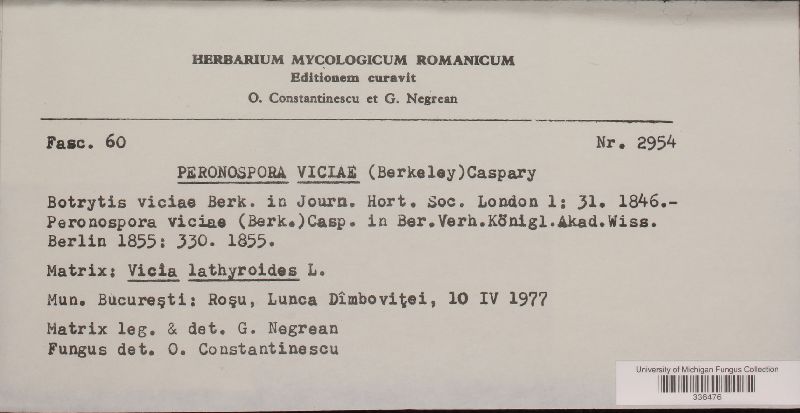 HERBARIUM MYCOLOGICUM ROMANICUM
Editionem curavit
O. Constantinescu et G. Negrean
Fasc. 60 Nr. 2954
PERONOSPORA VICIAE (Berkeley)Caspary
Botrytis viciae Berk. in Journ. Hort. Soc. London 1: 31. 1846.-
Peronospora viciae (Berk.)Casp. in Ber.Verh.Königl.Akad.Wiss.
Berlin 1855: 330. 1855.
Matrix: Vicia lathyroides L.
Mun. Bucureşti: Roşu, Lunca Dîmboviţei, 10 IV 1977
Matrix leg. & det. G. Negrean
Fungus det. O. Constantinescu
University of Michigan Fungus Collection
336476